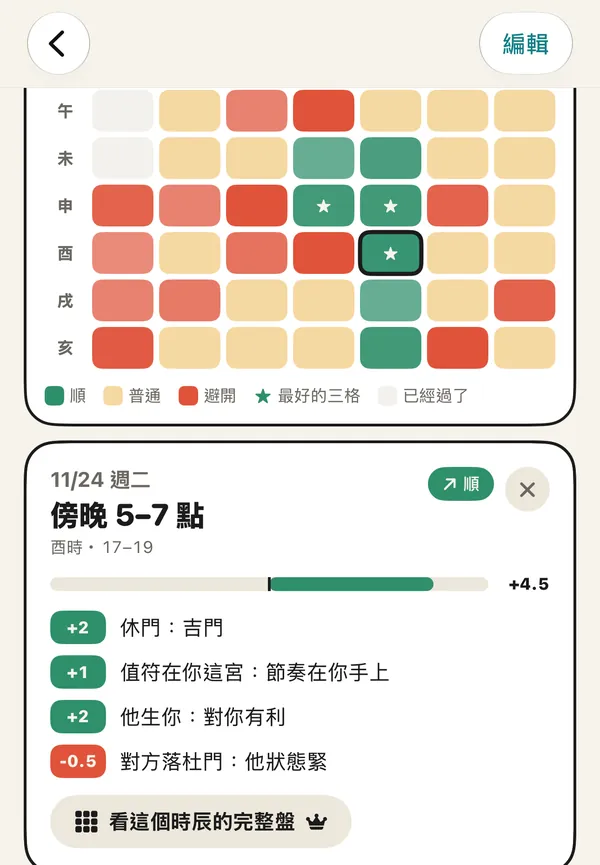 編輯
午
未
申
酉
戌
亥
順 普通 避開 最好的三格 已經過了
11/24 週二
順
傍晚 5–7 點
酉時・17–19
+4.5
+2 休門：吉門
+1 值符在你這宮：節奏在你手上
+2 他生你：對你有利
-0.5 對方落杜門：他狀態緊
看這個時辰的完整盤